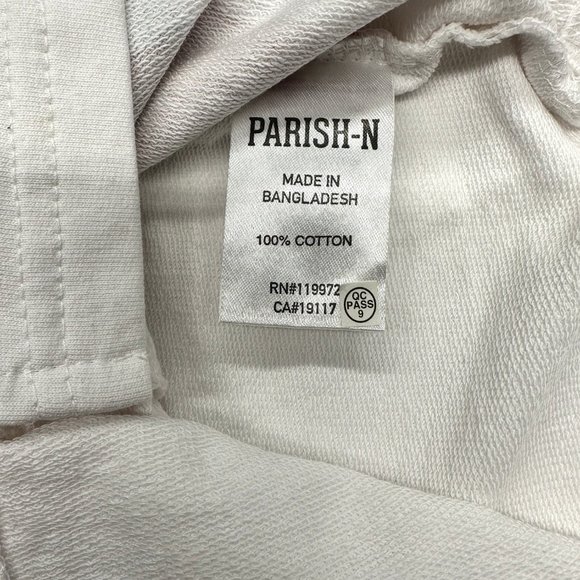 PARISH-N
MADE IN
BANGLADESH
100% COTTON
RN#119972
CA#19117
QC
PASS
9